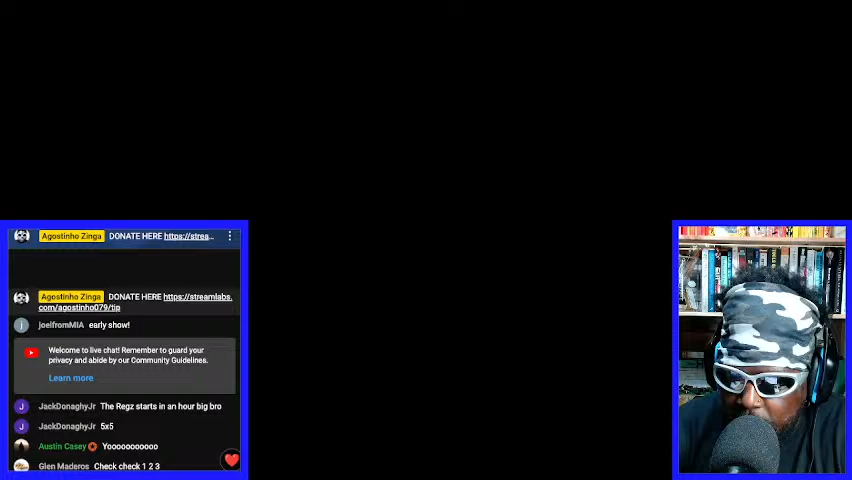 Agostinho Zinga DONATE HERE https://strea...
Agostinho Zinga DONATE HERE https://streamlabs.
com/agostinho079/tip
j joelfromMIA early show!
Welcome to live chat! Remember to guard your
privacy and abide by our Community Guidelines.
Learn more
J JackDonaghyJr The Regz starts in an hour big bro
J JackDonaghyJr 5x5
Austin Casey Yooooooooooo
Glen Maderos Check check 1 2 3